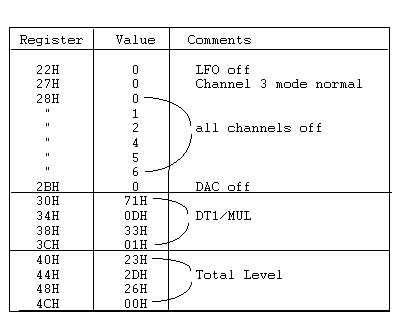 Register Value Comments
22H 0 LFO off
27H 0 Channel 3 mode normal
28H 0
" 1
" 2 all channels off
" 4
" 5
" 6
2BH 0 DAC off
30H 71H
34H 0DH DT1/MUL
38H 33H
3CH 01H
40H 23H
44H 2DH Total Level
48H 26H
4CH 00H